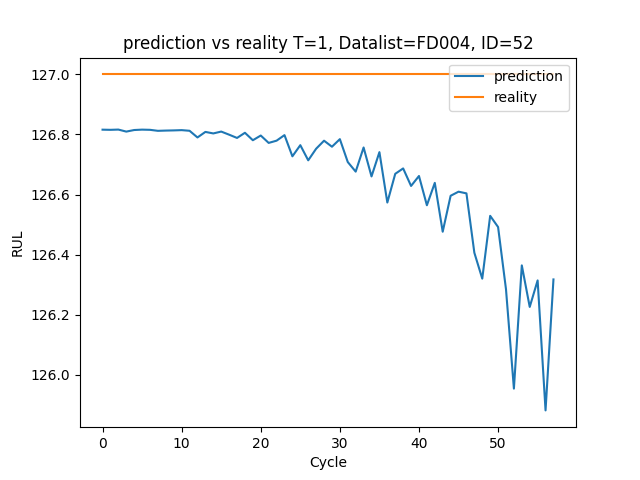 prediction vs reality T=1, Datalist=FD004, ID=52
prediction
reality
127.0
126.8
126.6
126.4
126.2
126.0
RUL
0 10 20 30 40 50
Cycle